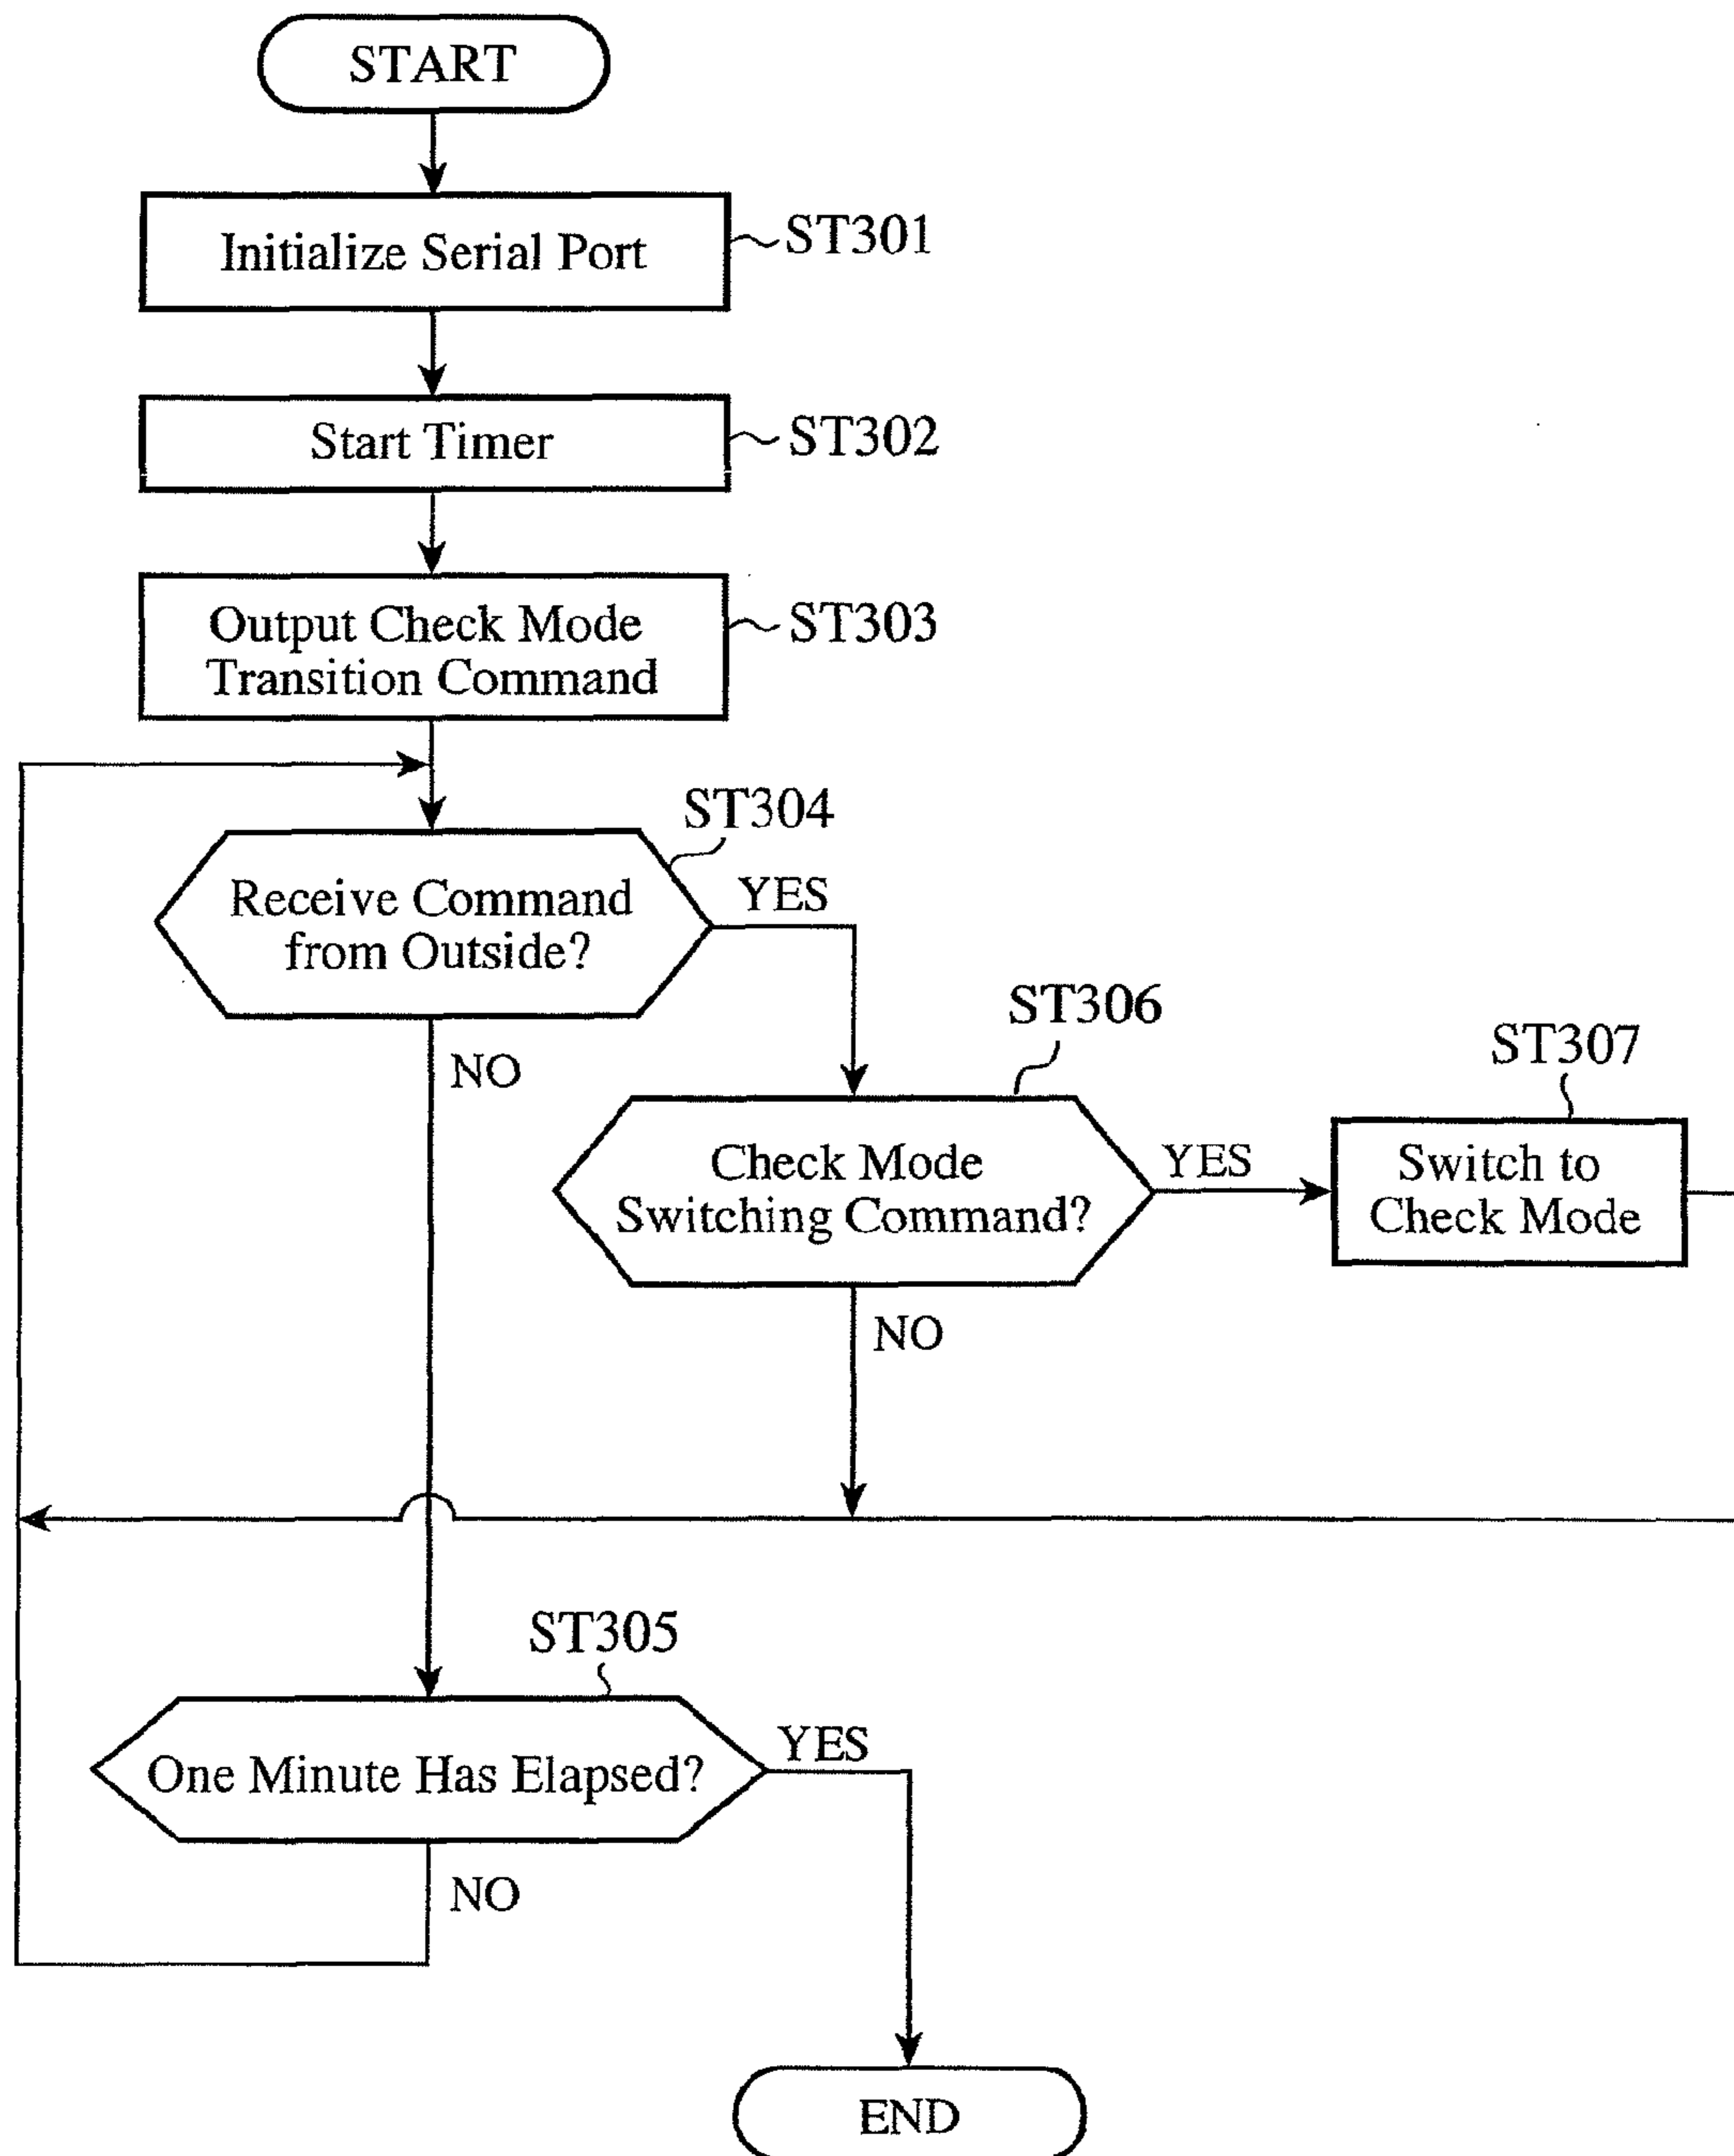 START
Initialize Serial Port
ST301
Start Timer
ST302
Output Check Mode
Transition Command
ST303
ST304
Receive Command
from Outside?
YES
NO
ST306
Check Mode
Switching Command?
YES
NO
ST307
Switch to
Check Mode
ST305
One Minute Has Elapsed?
YES
NO
END